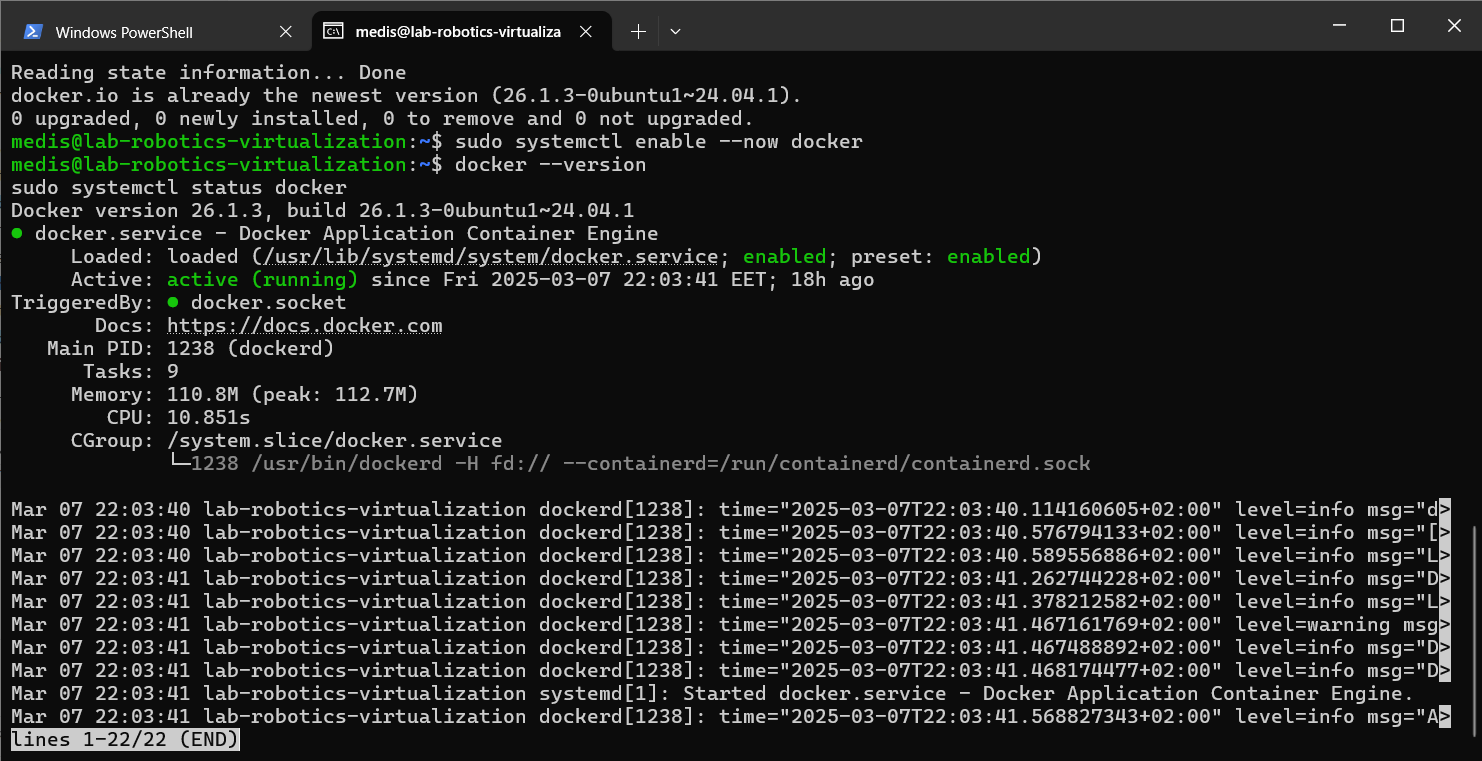 Windows PowerShell
medis@lab-robotics-virtualiza
Reading state information... Done
docker.io is already the newest version (26.1.3-0ubuntu1~24.04.1).
0 upgraded, 0 newly installed, 0 to remove and 0 not upgraded.
medis@lab-robotics-virtualization:~$ sudo systemctl enable --now docker
medis@lab-robotics-virtualization:~$ docker --version
sudo systemctl status docker
Docker version 26.1.3, build 26.1.3-0ubuntu1~24.04.1
● docker.service - Docker Application Container Engine
     Loaded: loaded (/usr/lib/systemd/system/docker.service; enabled; preset: enabled)
     Active: active (running) since Fri 2025-03-07 22:03:41 EET; 18h ago
TriggeredBy: ● docker.socket
       Docs: https://docs.docker.com
   Main PID: 1238 (dockerd)
      Tasks: 9
     Memory: 110.8M (peak: 112.7M)
        CPU: 10.851s
     CGroup: /system.slice/docker.service
             └─1238 /usr/bin/dockerd -H fd:// --containerd=/run/containerd/containerd.sock
Mar 07 22:03:40 lab-robotics-virtualization dockerd[1238]: time="2025-03-07T22:03:40.114160605+02:00" level=info msg="d>
Mar 07 22:03:40 lab-robotics-virtualization dockerd[1238]: time="2025-03-07T22:03:40.576794133+02:00" level=info msg="[>
Mar 07 22:03:40 lab-robotics-virtualization dockerd[1238]: time="2025-03-07T22:03:40.589556886+02:00" level=info msg="L>
Mar 07 22:03:41 lab-robotics-virtualization dockerd[1238]: time="2025-03-07T22:03:41.262744228+02:00" level=info msg="D>
Mar 07 22:03:41 lab-robotics-virtualization dockerd[1238]: time="2025-03-07T22:03:41.378212582+02:00" level=info msg="L>
Mar 07 22:03:41 lab-robotics-virtualization dockerd[1238]: time="2025-03-07T22:03:41.467161769+02:00" level=warning msg>
Mar 07 22:03:41 lab-robotics-virtualization dockerd[1238]: time="2025-03-07T22:03:41.467488892+02:00" level=info msg="D>
Mar 07 22:03:41 lab-robotics-virtualization dockerd[1238]: time="2025-03-07T22:03:41.468174477+02:00" level=info msg="D>
Mar 07 22:03:41 lab-robotics-virtualization systemd[1]: Started docker.service - Docker Application Container Engine.
Mar 07 22:03:41 lab-robotics-virtualization dockerd[1238]: time="2025-03-07T22:03:41.568827343+02:00" level=info msg="A>
lines 1-22/22 (END)